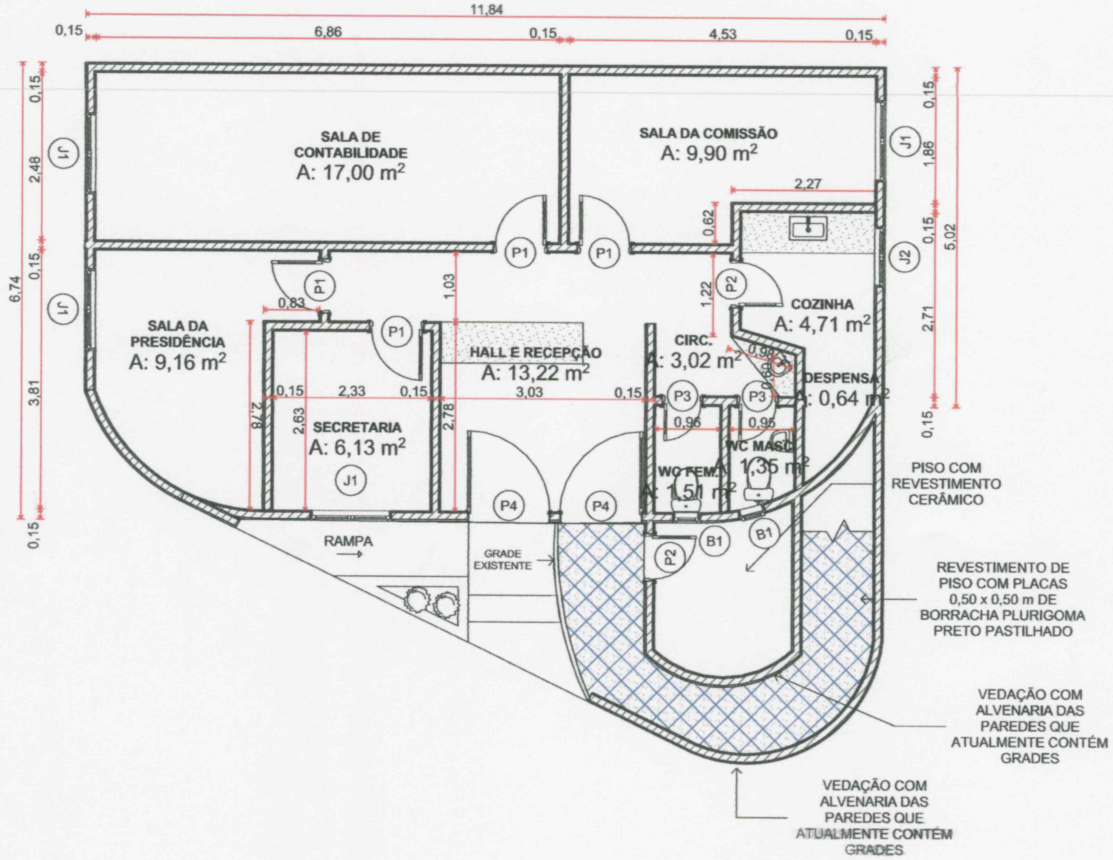 11,84
0,15
6,86
0,15
4,53
0,15
6,74
0,15
2,48
0,15
3,81
0,15
J1
J1
SALA DE
CONTABILIDADE
A: 17,00 m²
SALA DA COMISSÃO
A: 9,90 m²
2,27
0,62
P1
P1
J1
J2
0,15
1,86
0,15
2,71
0,15
5,02
SALA DA
PRESIDÊNCIA
A: 9,16 m²
0,83
P1
P1
1,03
1,22
P2
COZINHA
A: 4,71 m²
HALL E RECEPÇÃO
A: 13,22 m²
CIRC.
A: 3,02 m²
0,98
0,60
DESPENSA
A: 0,64 m²
0,15
2,33
0,15
3,03
0,15
2,78
2,63
2,78
SECRETARIA
A: 6,13 m²
J1
P3
P3
0,96
0,95
WC FEM.
A: 1,51 m²
WC MASC.
A: 1,35 m²
P4
P4
P2
B1
B1
RAMPA
GRADE
EXISTENTE
PISO COM
REVESTIMENTO
CERÂMICO
REVESTIMENTO DE
PISO COM PLACAS
0,50 x 0,50 m DE
BORRACHA PLURIGOMA
PRETO PASTILHADO
VEDAÇÃO COM
ALVENARIA DAS
PAREDES QUE
ATUALMENTE CONTÉM
GRADES
VEDAÇÃO COM
ALVENARIA DAS
PAREDES QUE
ATUALMENTE CONTÉM
GRADES